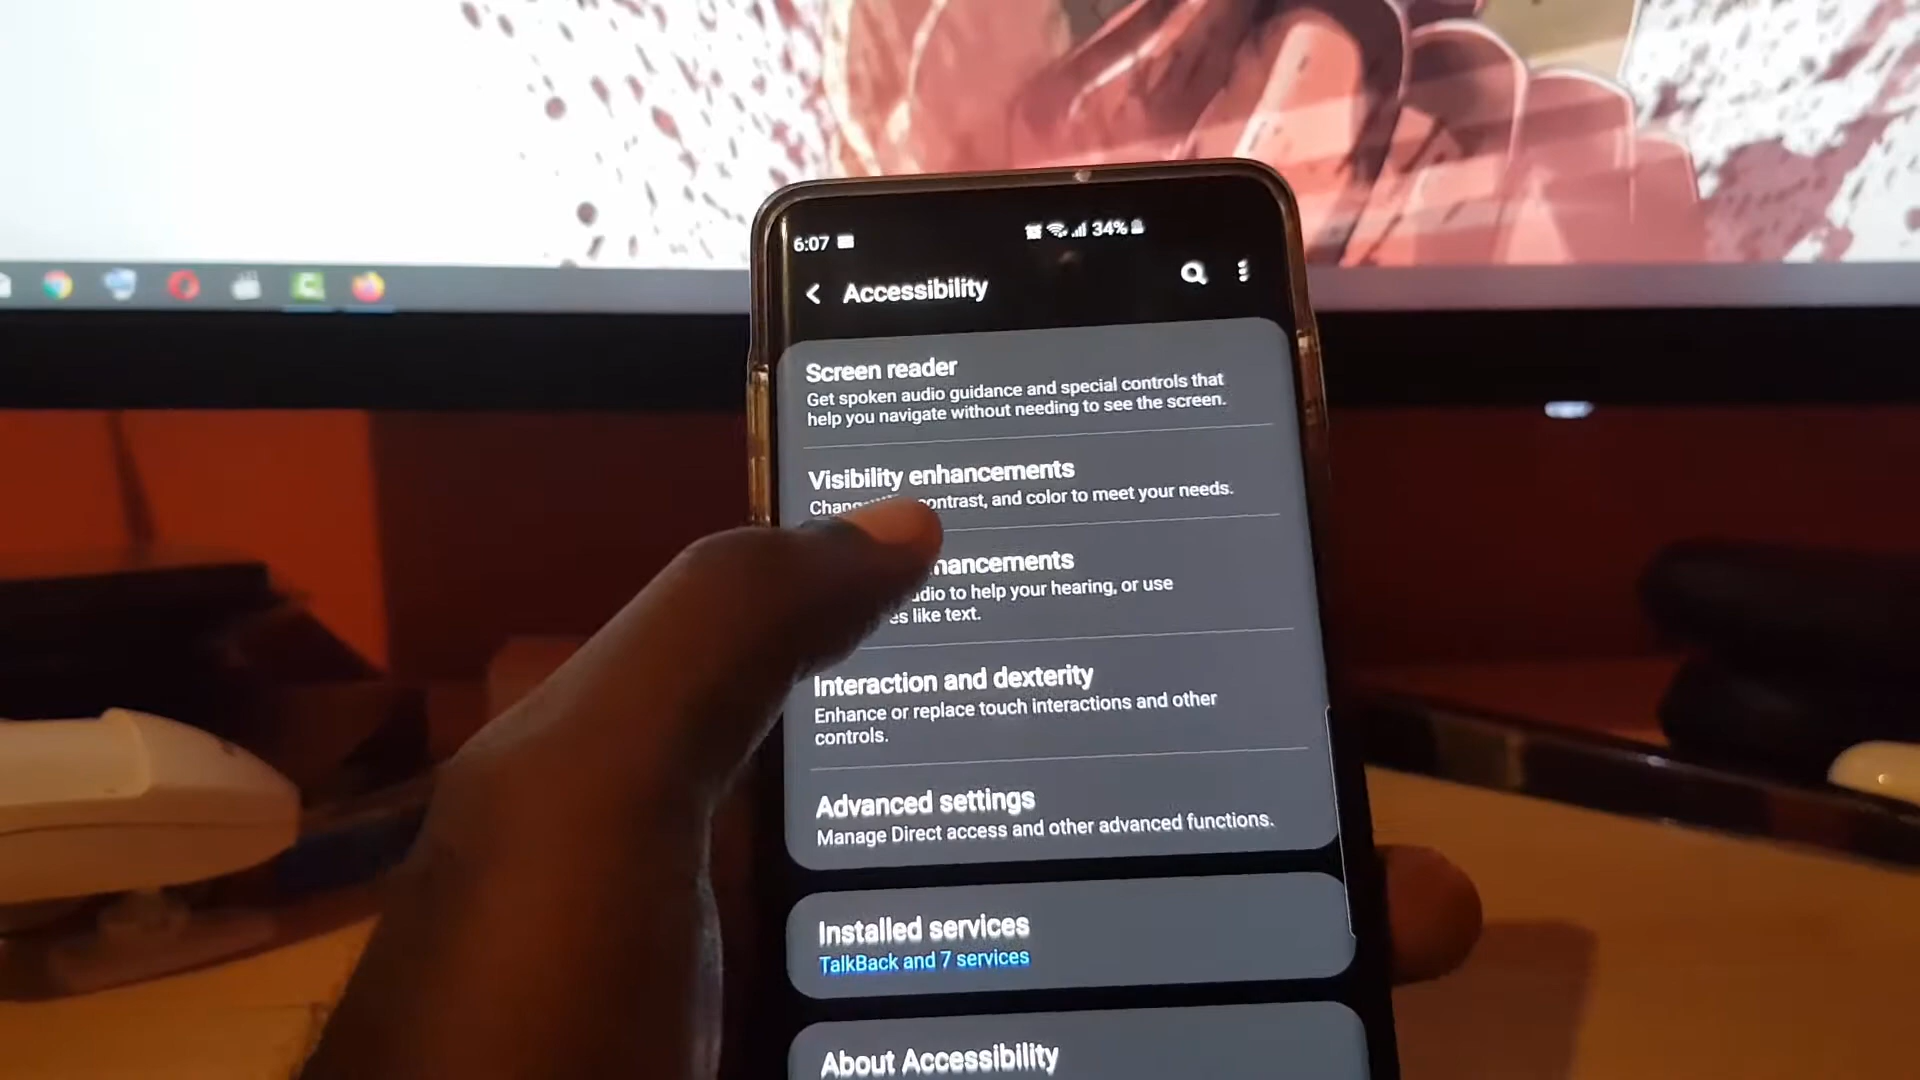 6:07
34%
Accessibility
Screen reader
Get spoken audio guidance and special controls that
help you navigate without needing to see the screen.
Visibility enhancements
contrast, and color to meet your needs.
to help your hearing, or use
like text.
Interaction and dexterity
Enhance or replace touch interactions and other
controls.
Advanced settings
Manage Direct access and other advanced functions.
Installed services
TalkBack and 7 services
About Accessibility